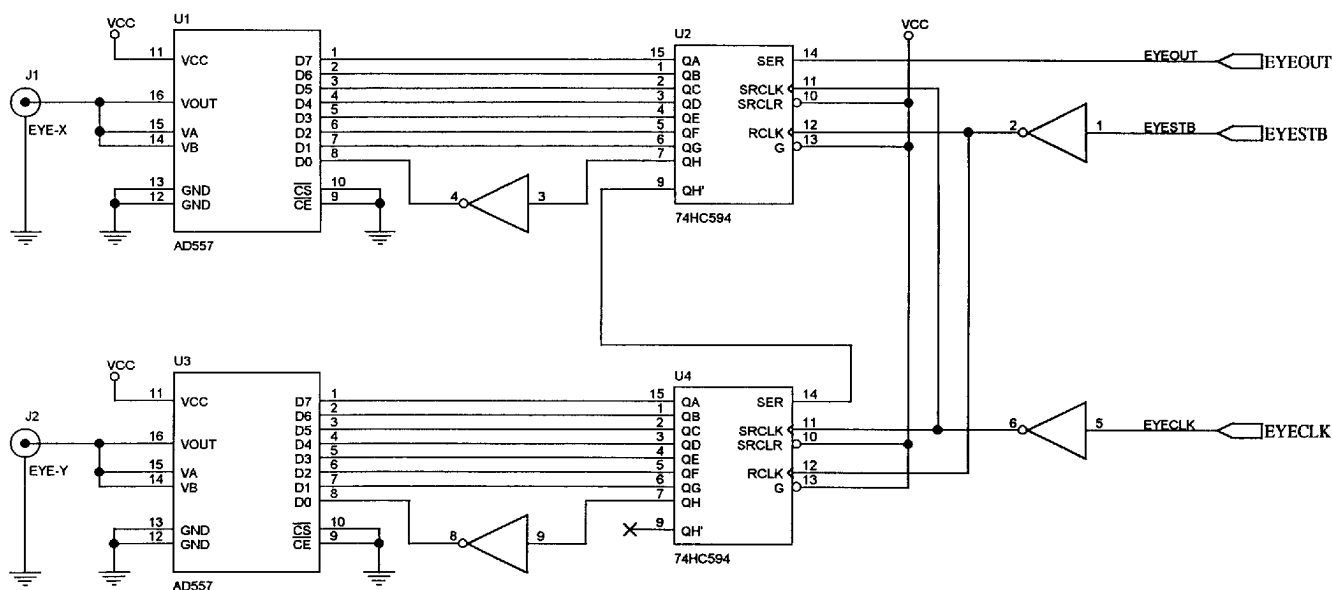 VCC
U1
11 VCC
D7 1
D6 2
D5 3
D4 4
D3 5
D2 6
D1 7
D0 8
16 VOUT
15 VA
14 VB
13 GND
12 GND
CS 10
CE 9
AD557
J1
EYE-X
4 3
U2
15 QA
1 QB
2 QC
3 QD
4 QE
5 QF
6 QG
7 QH
9 QH'
SER 14
SRCLK 11
SRCLR 10
RCLK 12
G 13
74HC594
VCC
EYEOUT EYEOUT
2 1 EYESTB EYESTB
VCC
U3
11 VCC
D7 1
D6 2
D5 3
D4 4
D3 5
D2 6
D1 7
D0 8
16 VOUT
15 VA
14 VB
13 GND
12 GND
CS 10
CE 9
AD557
J2
EYE-Y
8 9
U4
15 QA
1 QB
2 QC
3 QD
4 QE
5 QF
6 QG
7 QH
9 QH'
SER 14
SRCLK 11
SRCLR 10
RCLK 12
G 13
74HC594
6 5 EYECLK EYECLK